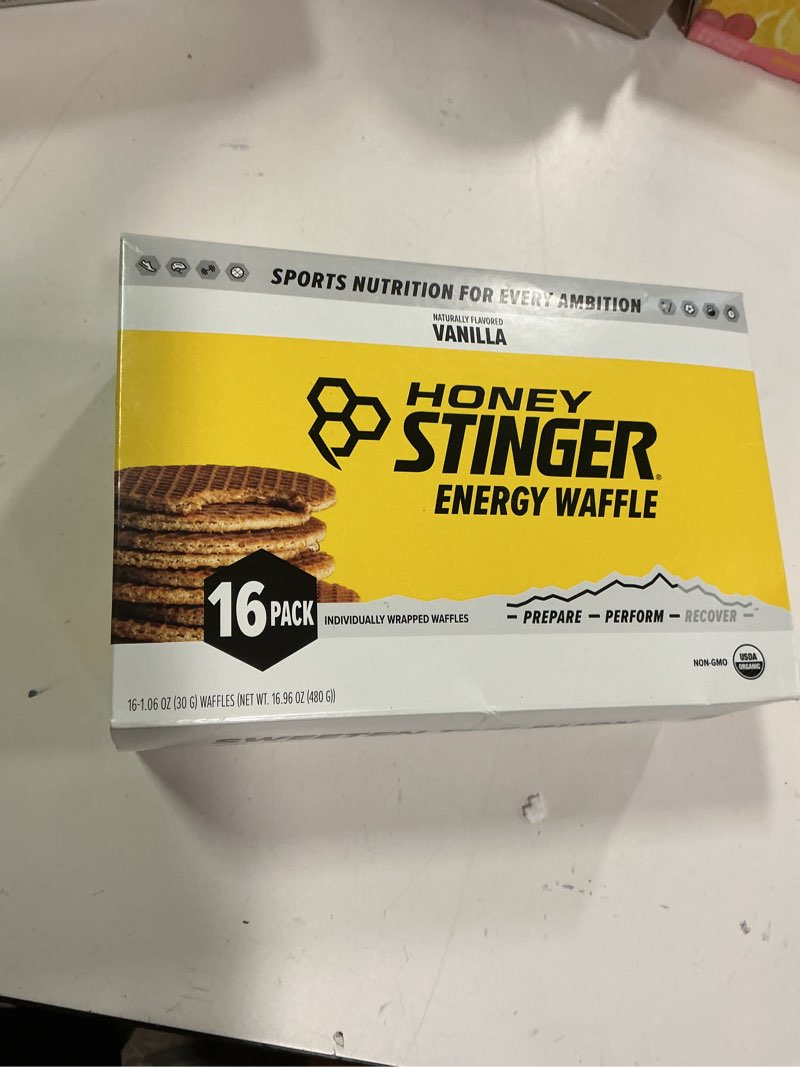 SPORTS NUTRITION FOR EVERY AMBITION
NATURALLY FLAVORED
VANILLA
HONEY
STINGER®
ENERGY WAFFLE
16 PACK
INDIVIDUALLY WRAPPED WAFFLES
– PREPARE – PERFORM – RECOVER –
NON-GMO
USDA
ORGANIC
16-1.06 OZ (30 G) WAFFLES (NET WT. 16.96 OZ (480 G))